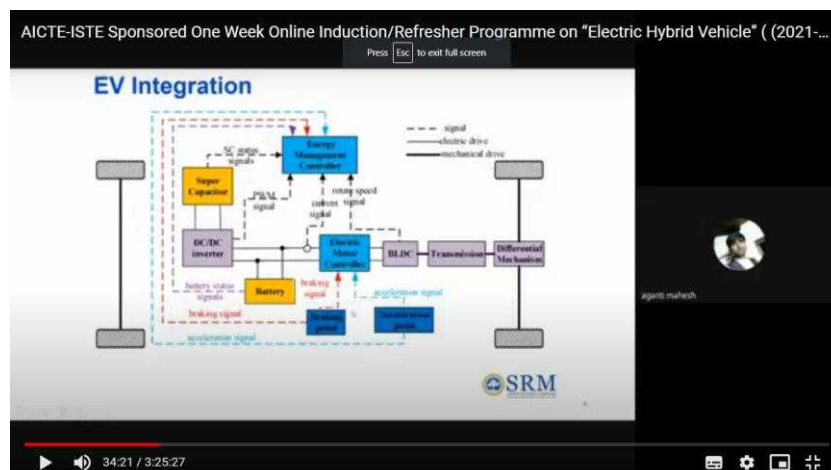 AICTE-ISTE Sponsored One Week Online Induction/Refresher Programme on “Electric Hybrid Vehicle” ( (2021-...
Press Esc to exit full screen
EV Integration
signal
electric drive
mechanical drive
SC status
signals
Energy
Management
Controller
Super
Capacitor
PWM
signal
current
signal
rotate speed
signal
DC/DC
inverter
Electric
Motor
Controller
BLDC
Transmission
Differential
Mechanism
battery status
signals
Battery
braking
signal
acceleration signal
braking signal
Braking
pedal
Acceleration
pedal
acceleration signal
aganti mahesh
SRM
34:21 / 3:25:27